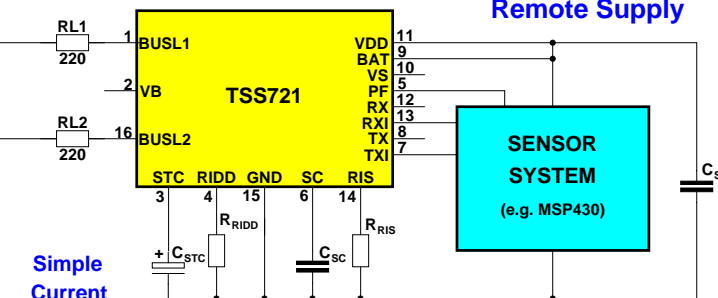 Remote Supply
RL1
220
1
BUSL1
2
VB
RL2
220
16
BUSL2
TSS721
VDD
11
BAT
9
VS
10
PF
5
RX
12
RXI
13
TX
8
TXI
7
STC
RIDD
GND
SC
RIS
3
4
15
6
14
SENSOR
SYSTEM
(e.g. MSP430)
+
CSTC
RRIDD
CSC
RRIS
Simple
Current